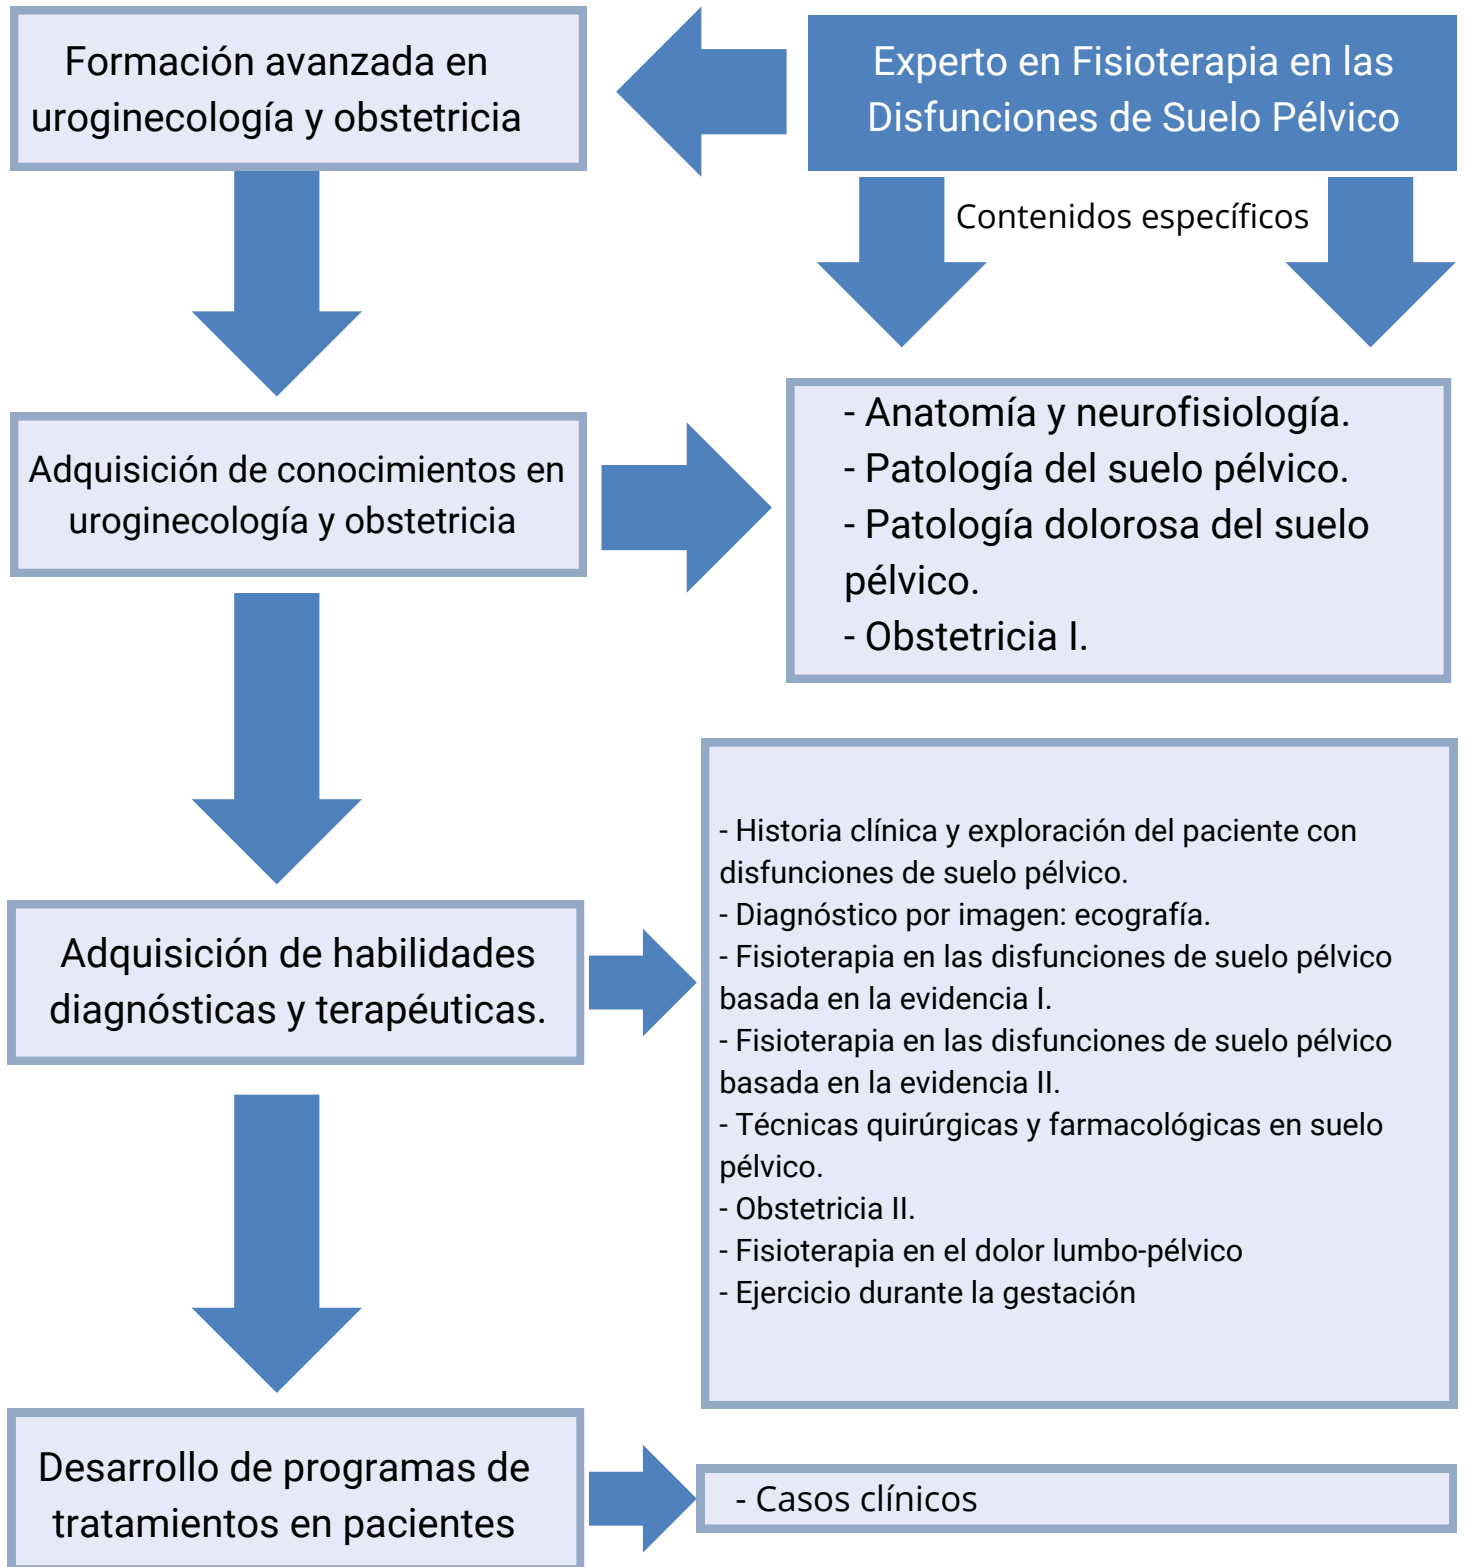 Formación avanzada en
uroginecología y obstetricia
Experto en Fisioterapia en las
Disfunciones de Suelo Pélvico
Contenidos específicos
Adquisición de conocimientos en
uroginecología y obstetricia
- Anatomía y neurofisiología.
- Patología del suelo pélvico.
- Patología dolorosa del suelo
pélvico.
- Obstetricia I.
Adquisición de habilidades
diagnósticas y terapéuticas.
- Historia clínica y exploración del paciente con
disfunciones de suelo pélvico.
- Diagnóstico por imagen: ecografía.
- Fisioterapia en las disfunciones de suelo pélvico
basada en la evidencia I.
- Fisioterapia en las disfunciones de suelo pélvico
basada en la evidencia II.
- Técnicas quirúrgicas y farmacológicas en suelo
pélvico.
- Obstetricia II.
- Fisioterapia en el dolor lumbo-pélvico
- Ejercicio durante la gestación
Desarrollo de programas de
tratamientos en pacientes
- Casos clínicos